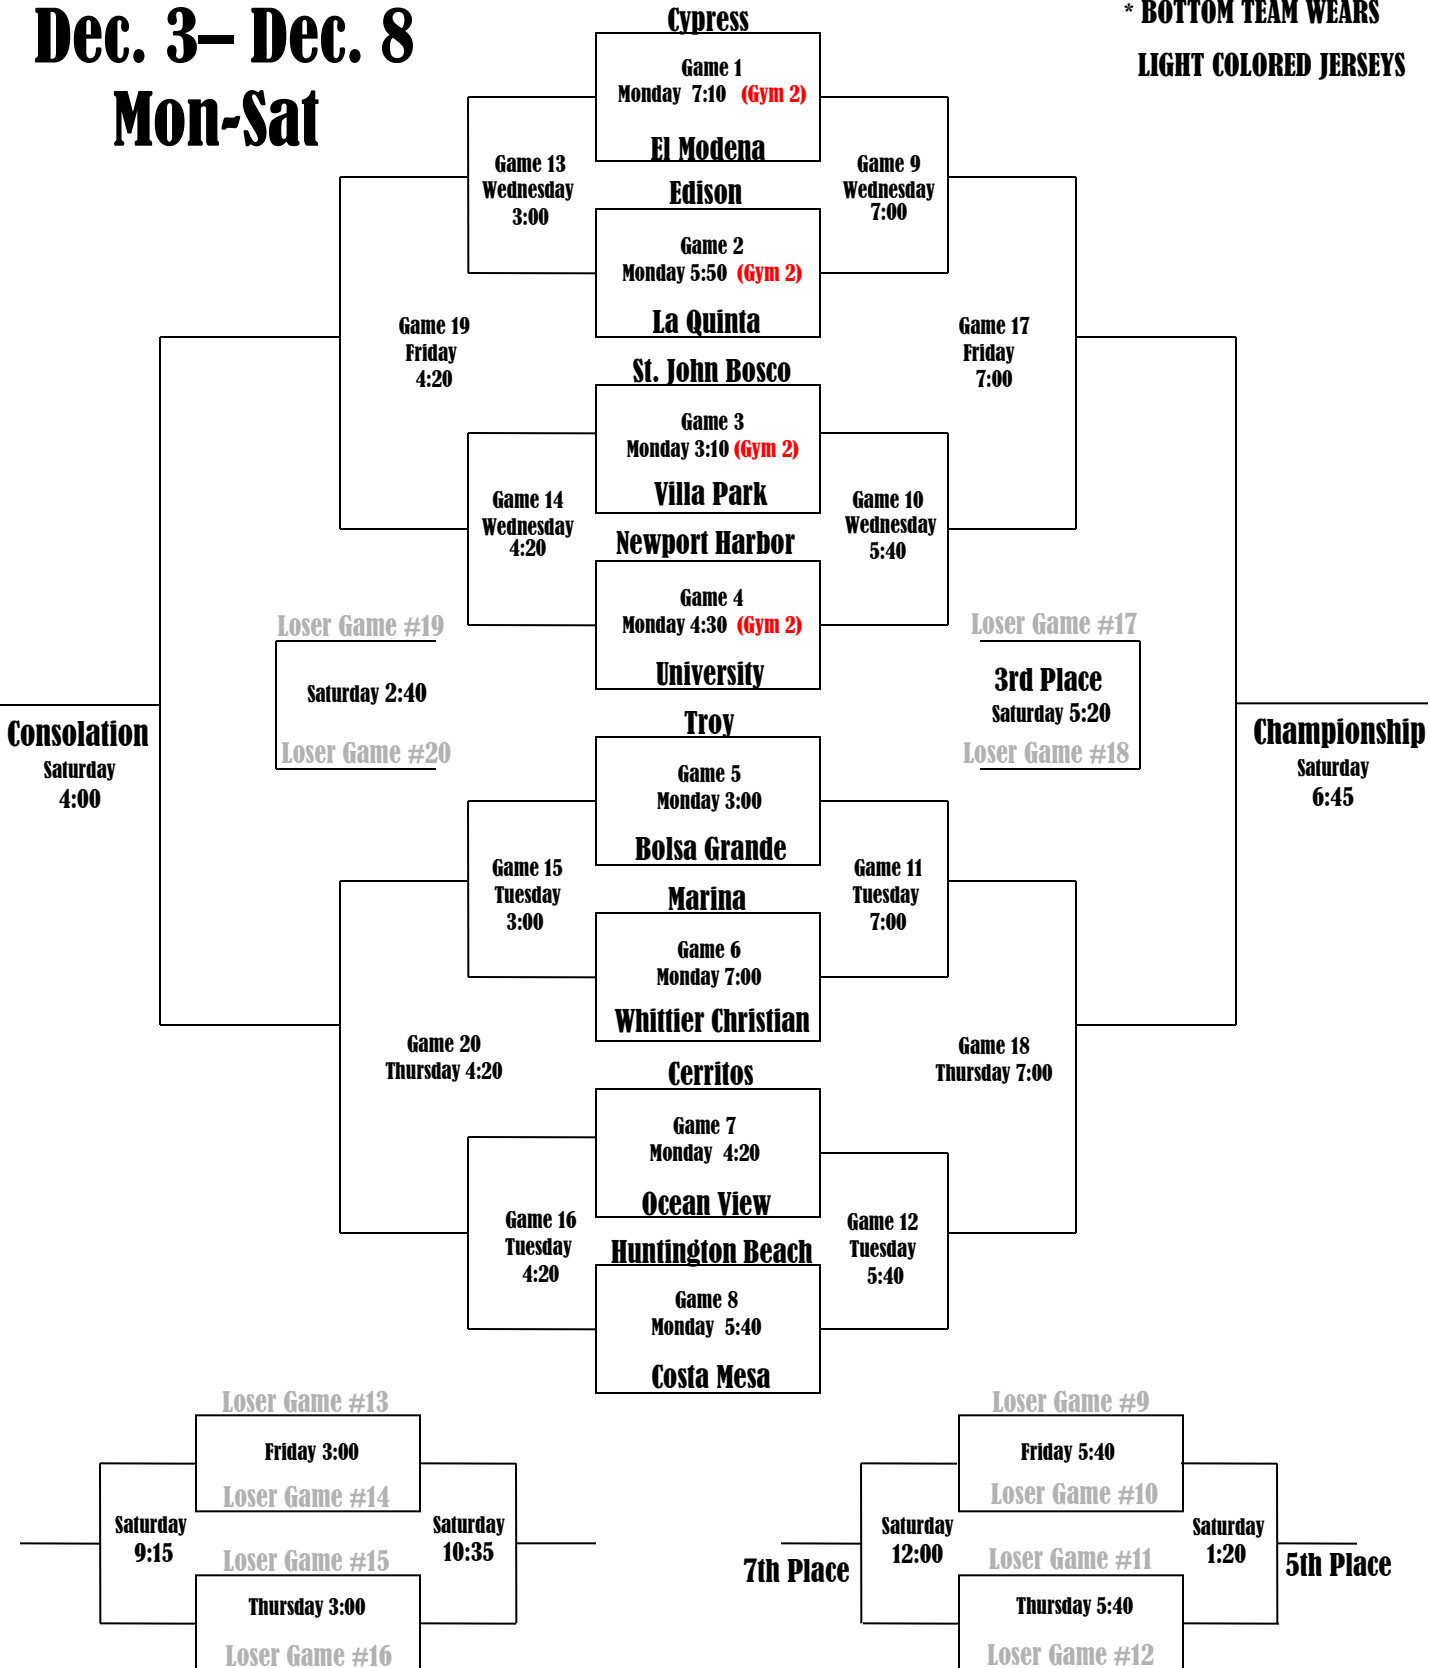 Dec. 3– Dec. 8
Mon-Sat
* BOTTOM TEAM WEARS
LIGHT COLORED JERSEYS
Cypress
Game 1
Monday 7:10 (Gym 2)
El Modena
Game 13
Wednesday
3:00
Game 9
Wednesday
7:00
Edison
Game 2
Monday 5:50 (Gym 2)
La Quinta
Game 19
Friday
4:20
Game 17
Friday
7:00
St. John Bosco
Game 3
Monday 3:10 (Gym 2)
Villa Park
Game 14
Wednesday
4:20
Game 10
Wednesday
5:40
Newport Harbor
Game 4
Monday 4:30 (Gym 2)
University
Loser Game #19
Saturday 2:40
Loser Game #20
Loser Game #17
3rd Place
Saturday 5:20
Loser Game #18
Consolation
Saturday
4:00
Championship
Saturday
6:45
Troy
Game 5
Monday 3:00
Bolsa Grande
Game 15
Tuesday
3:00
Game 11
Tuesday
7:00
Marina
Game 6
Monday 7:00
Whittier Christian
Game 20
Thursday 4:20
Game 18
Thursday 7:00
Cerritos
Game 7
Monday 4:20
Ocean View
Game 16
Tuesday
4:20
Game 12
Tuesday
5:40
Huntington Beach
Game 8
Monday 5:40
Costa Mesa
Loser Game #13
Friday 3:00
Loser Game #14
Saturday
9:15
Saturday
10:35
Loser Game #15
Thursday 3:00
Loser Game #16
Loser Game #9
Friday 5:40
Loser Game #10
Saturday
12:00
Saturday
1:20
7th Place
5th Place
Loser Game #11
Thursday 5:40
Loser Game #12